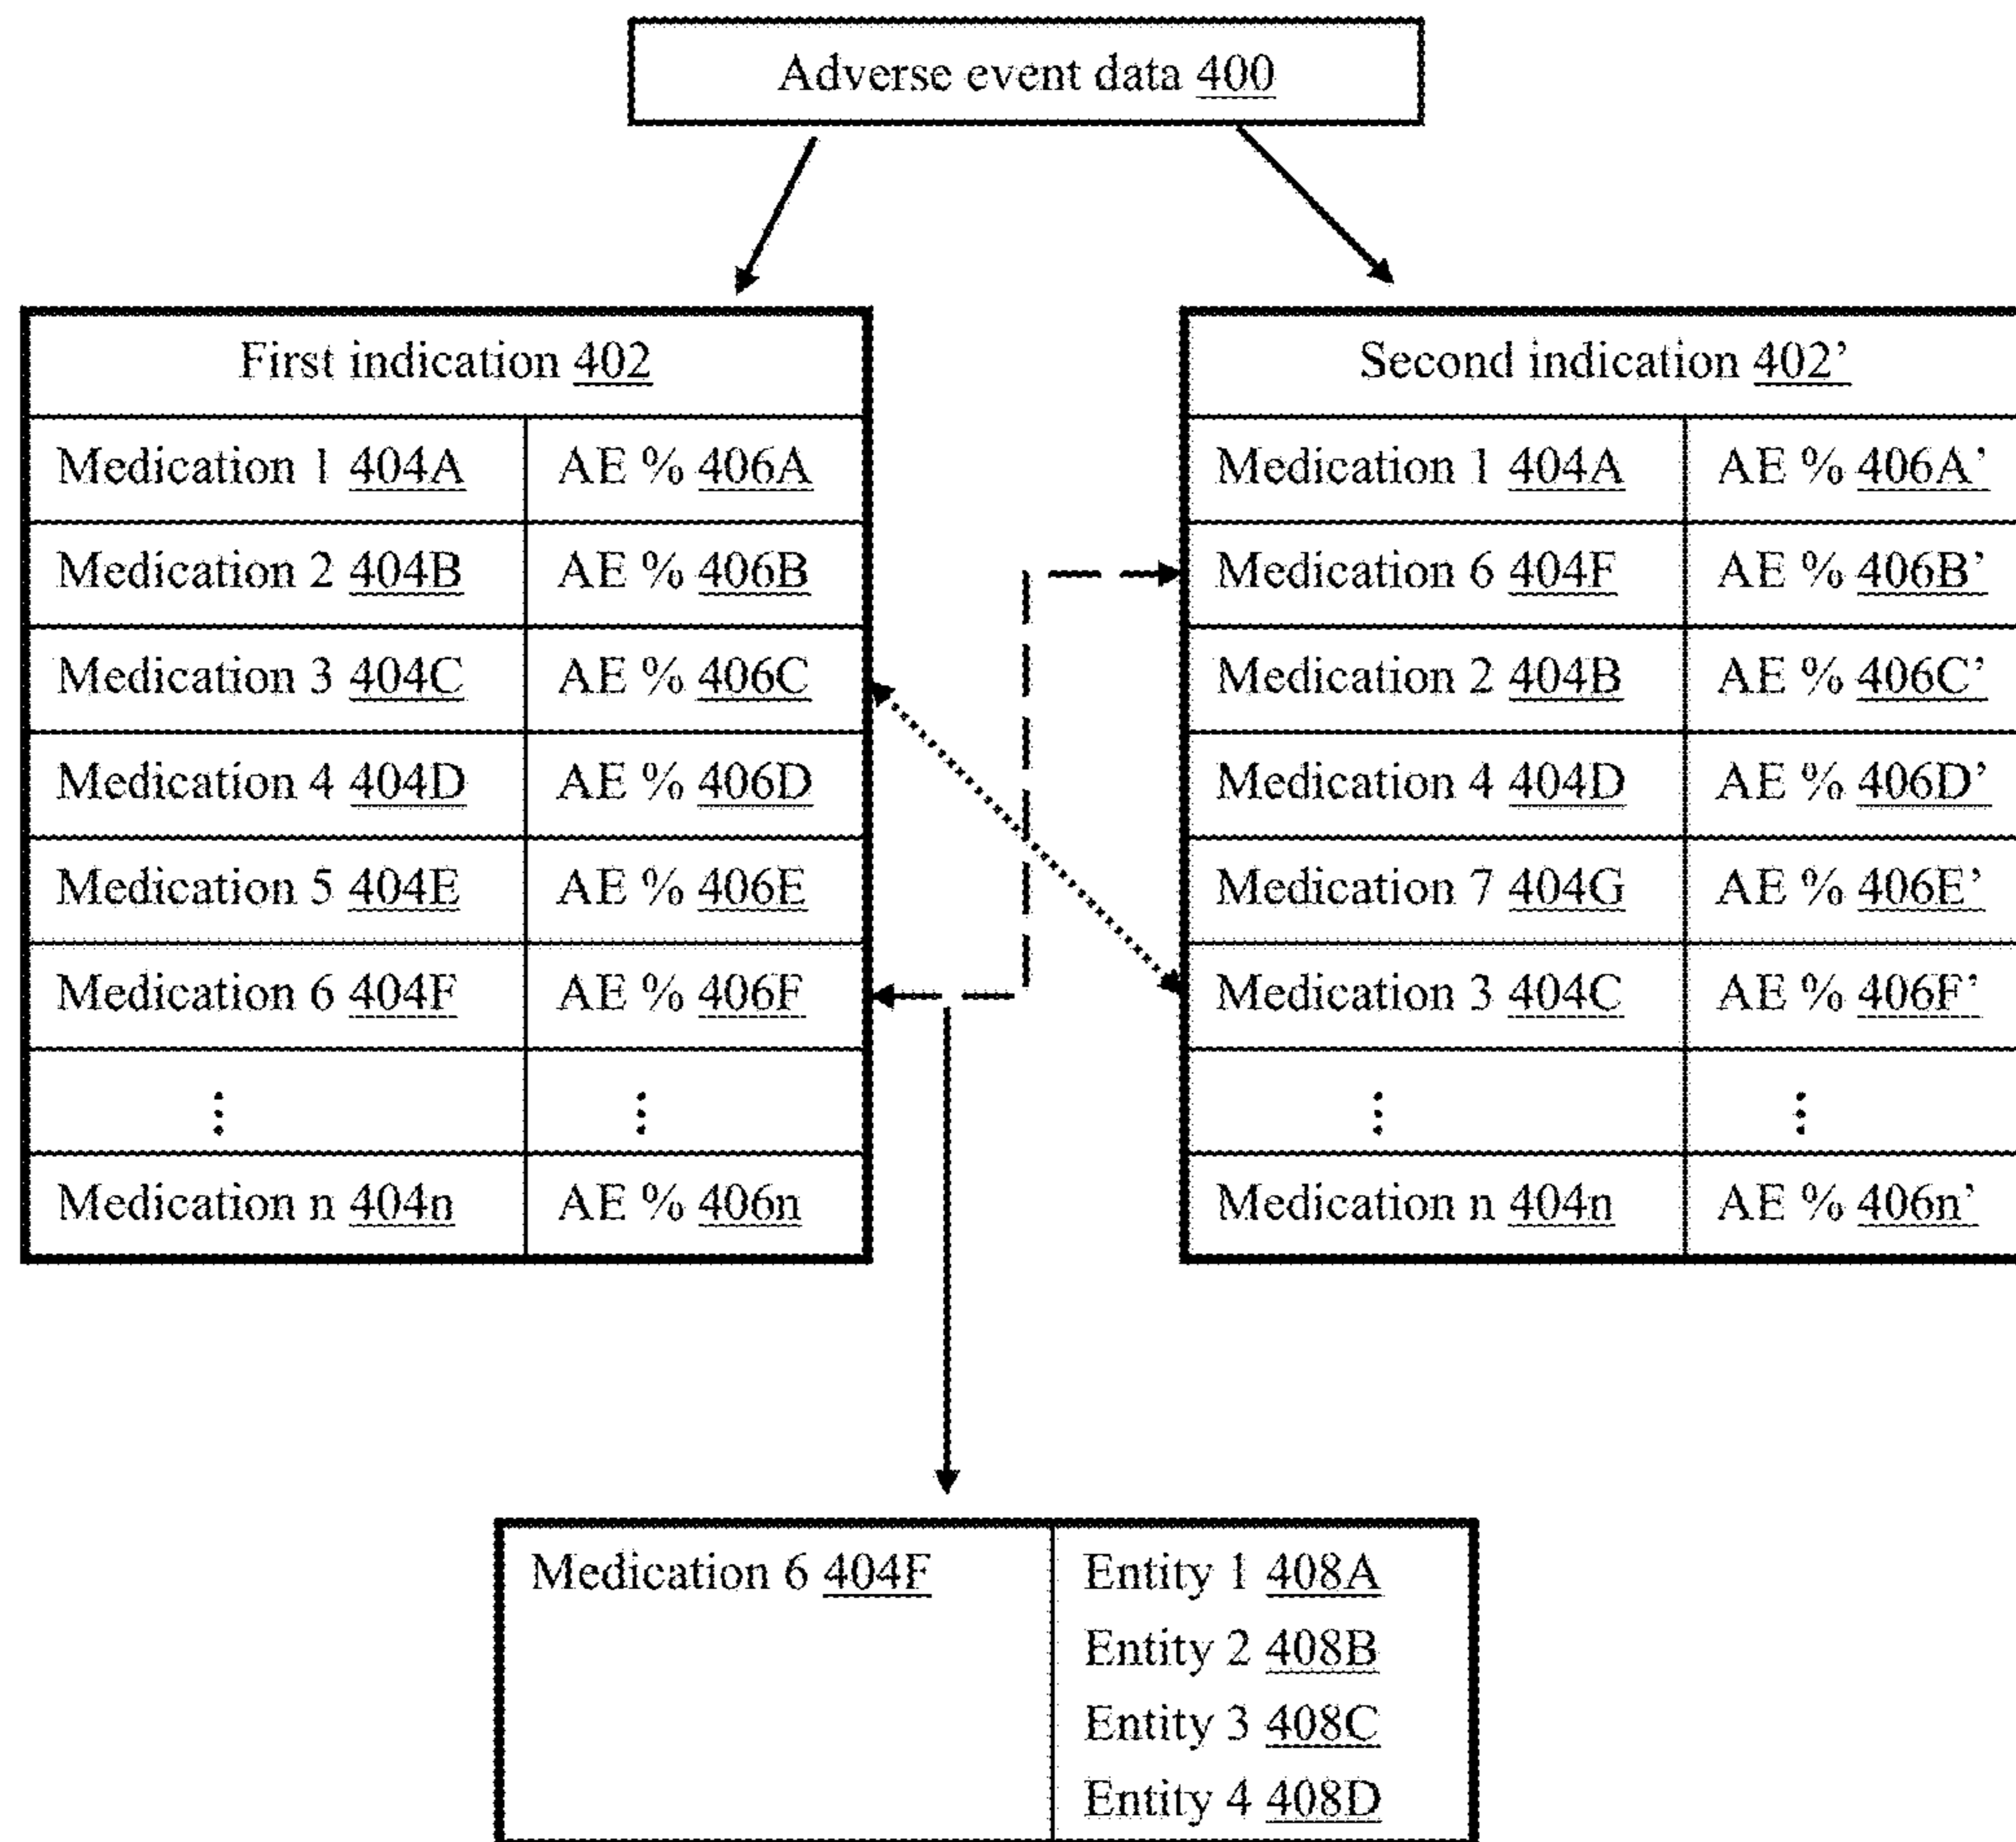 Adverse event data 400
First indication 402
Medication 1 404A AE % 406A
Medication 2 404B AE % 406B
Medication 3 404C AE % 406C
Medication 4 404D AE % 406D
Medication 5 404E AE % 406E
Medication 6 404F AE % 406F
⋮ ⋮
Medication n 404n AE % 406n
Second indication 402’
Medication 1 404A AE % 406A’
Medication 6 404F AE % 406B’
Medication 2 404B AE % 406C’
Medication 4 404D AE % 406D’
Medication 7 404G AE % 406E’
Medication 3 404C AE % 406F’
⋮ ⋮
Medication n 404n AE % 406n’
Medication 6 404F Entity 1 408A
Entity 2 408B
Entity 3 408C
Entity 4 408D